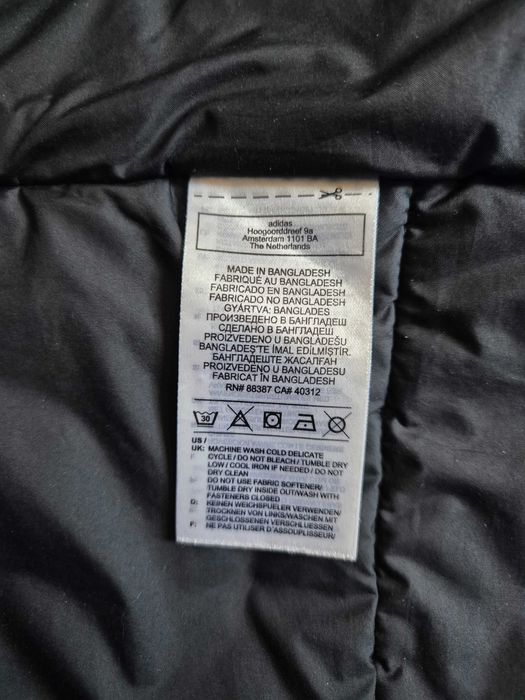 adidas
Hoogoorddreef 9a
Amsterdam 1101 BA
The Netherlands
MADE IN BANGLADESH
FABRIQUÉ AU BANGLADESH
FABRICADO EN BANGLADESH
FABRICADO NO BANGLADESH
GYÁRTVA: BANGLADES
ПРОИЗВЕДЕНО В БАНГЛАДЕШ
СДЕЛАНО В БАНГЛАДЕШ
PROIZVEDENO U BANGLADEŠU
BANGLADEŞ'TE İMAL EDİLMİŞTİR.
БАНГЛАДЕШТЕ ЖАСАЛҒАН
PROIZVEDENO U BANGLADEŠU
FABRICAT ÎN BANGLADESH
RN# 88387 CA# 40312
30
US /
UK: MACHINE WASH COLD DELICATE
CYCLE / DO NOT BLEACH / TUMBLE DRY
LOW / COOL IRON IF NEEDED / DO NOT
DRY CLEAN
DO NOT USE FABRIC SOFTENER/
TUMBLE DRY INSIDE OUT/WASH WITH
FASTENERS CLOSED
D: KEINEN WEICHSPUELER VERWENDEN/
TROCKNEN VON LINKS/WASCHEN MIT
GESCHLOSSENEN VERSCHLUESSEN
F: NE PAS UTILISER D'ASSOUPLISSEUR/